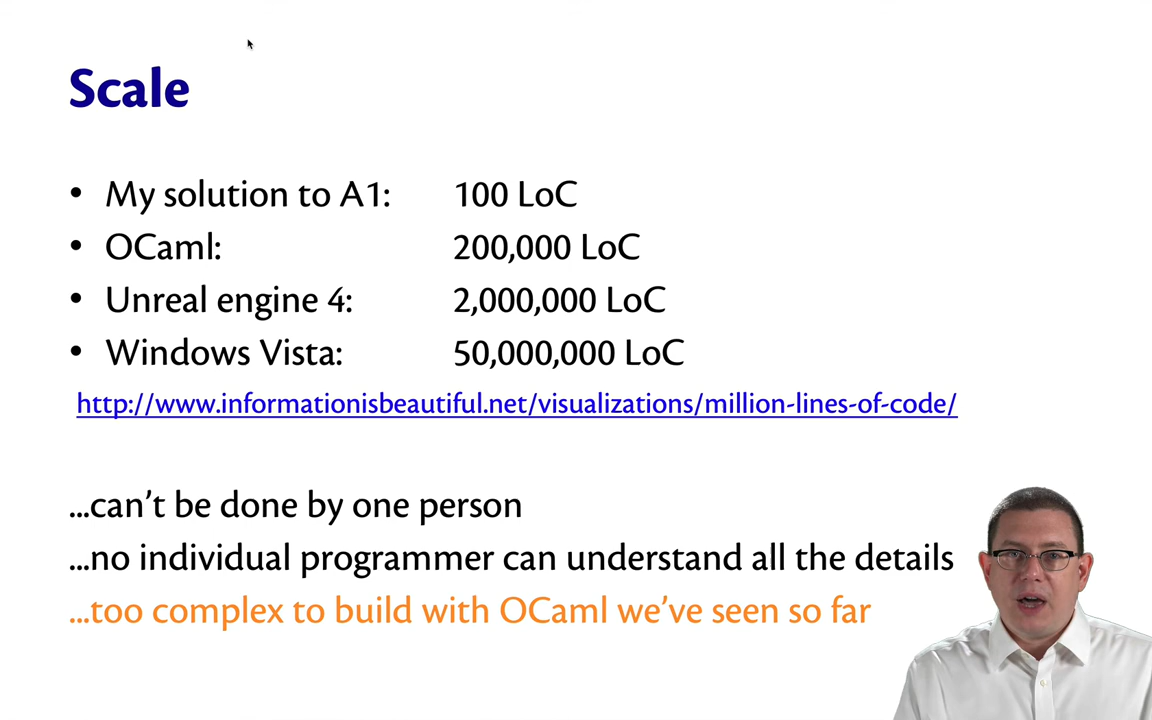 Scale
• My solution to A1: 100 LoC
• OCaml: 200,000 LoC
• Unreal engine 4: 2,000,000 LoC
• Windows Vista: 50,000,000 LoC
http://www.informationisbeautiful.net/visualizations/million-lines-of-code/
...can't be done by one person
...no individual programmer can understand all the details
...too complex to build with OCaml we've seen so far